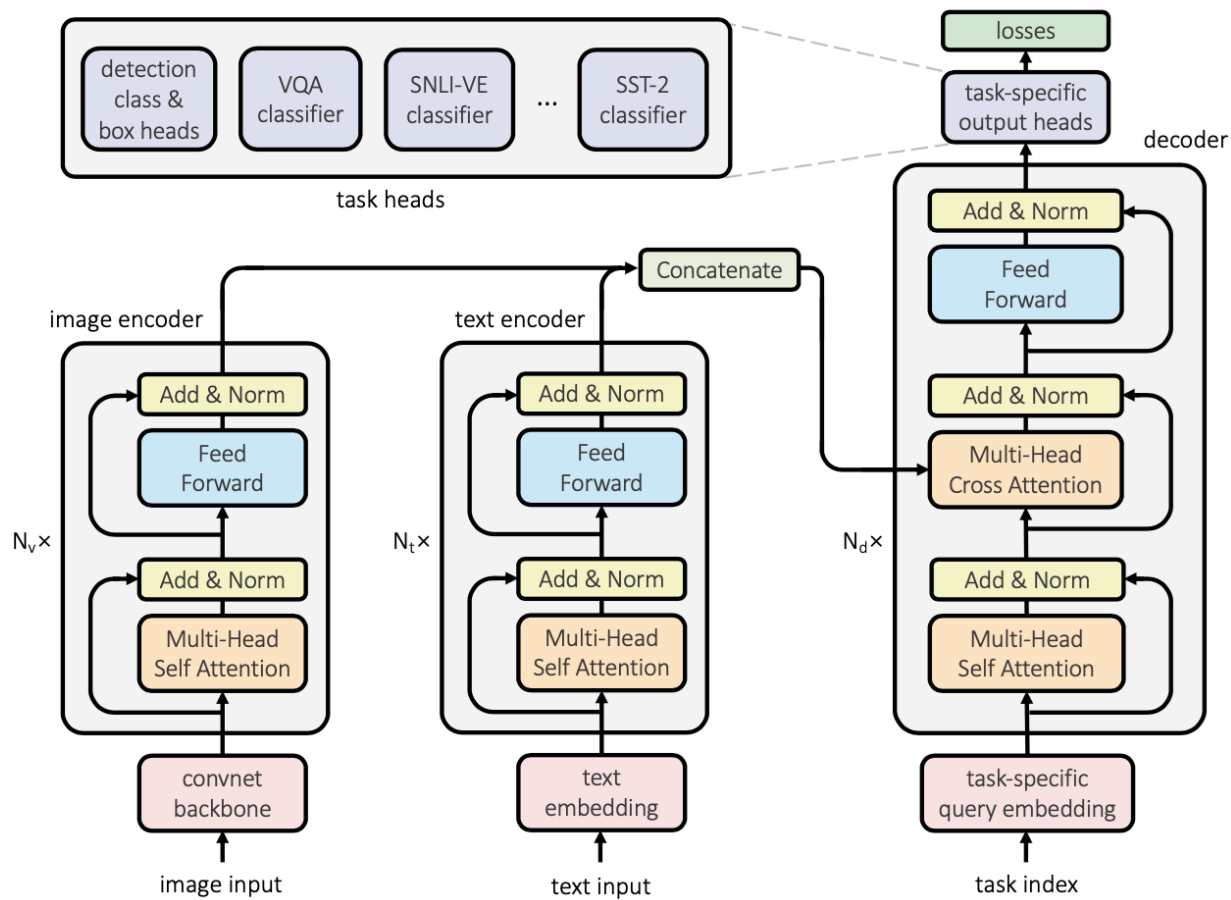 detection
class &
box heads
VQA
classifier
SNLI-VE
classifier
...
SST-2
classifier
task heads
losses
task-specific
output heads
decoder
Add & Norm
Feed
Forward
Add & Norm
Multi-Head
Cross Attention
Add & Norm
Multi-Head
Self Attention
N_d×
task-specific
query embedding
task index
Concatenate
image encoder
Add & Norm
Feed
Forward
N_v×
Add & Norm
Multi-Head
Self Attention
convnet
backbone
image input
text encoder
Add & Norm
Feed
Forward
N_t×
Add & Norm
Multi-Head
Self Attention
text
embedding
text input